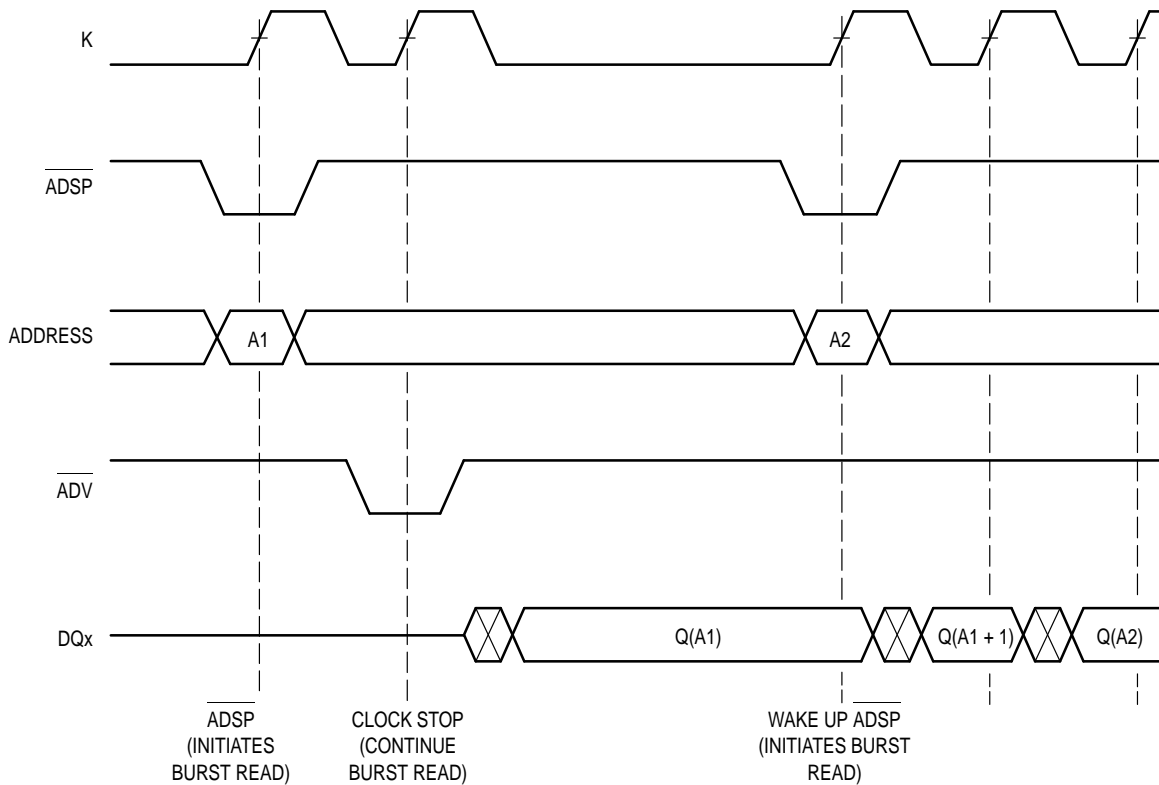 K
ADSP
ADDRESS
A1
A2
ADV
DQx
Q(A1)
Q(A1 + 1)
Q(A2)
ADSP
(INITIATES
BURST READ)
CLOCK STOP
(CONTINUE
BURST READ)
WAKE UP ADSP
(INITIATES BURST
READ)